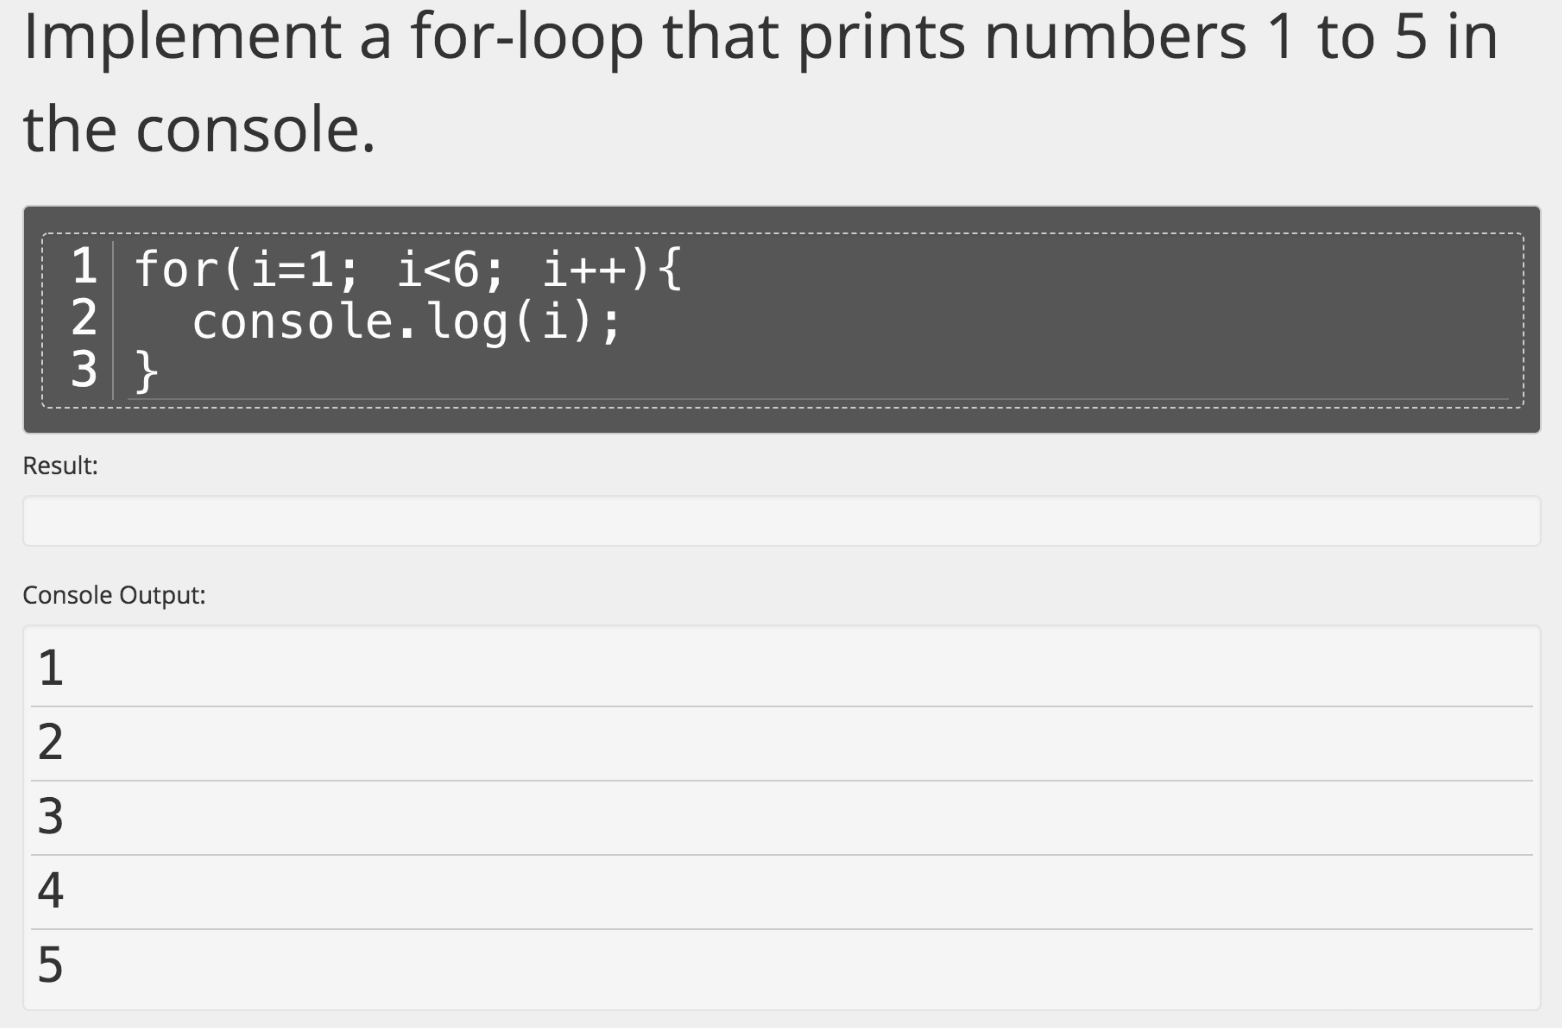 Implement a for-loop that prints numbers 1 to 5 in
the console.
1 for(i=1; i<6; i++){
2   console.log(i);
3 }
Result:
Console Output:
1
2
3
4
5